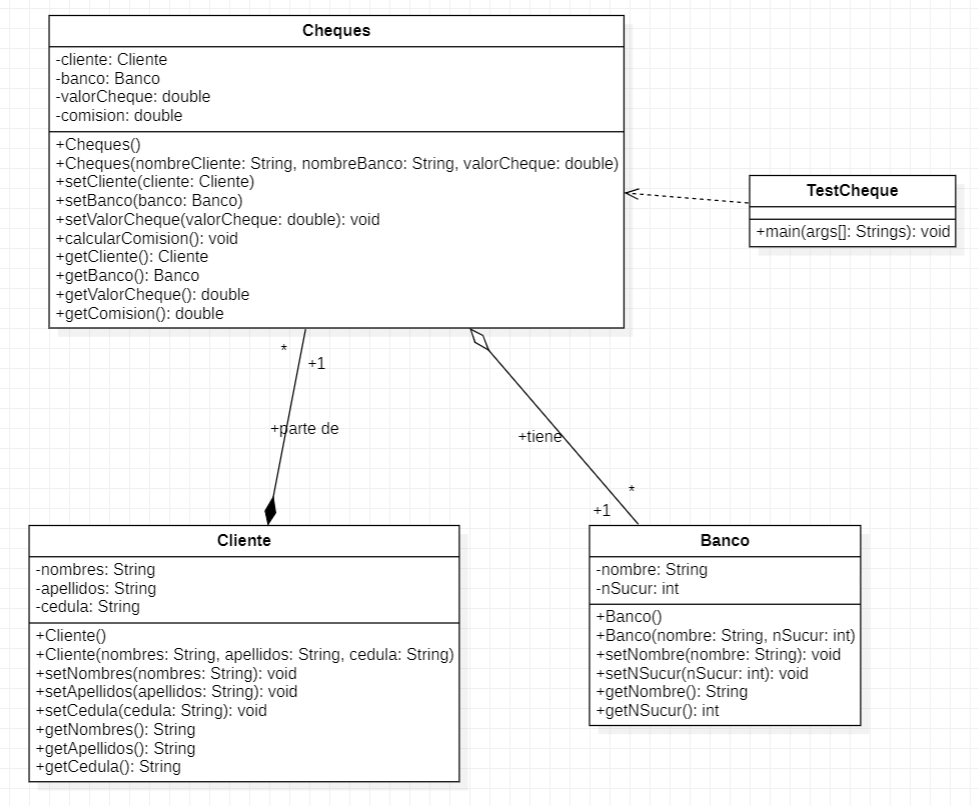 Cheques
-cliente: Cliente
-banco: Banco
-valorCheque: double
-comision: double
+Cheques()
+Cheques(nombreCliente: String, nombreBanco: String, valorCheque: double)
+setCliente(cliente: Cliente)
+setBanco(banco: Banco)
+setValorCheque(valorCheque: double): void
+calcularComision(): void
+getCliente(): Cliente
+getBanco(): Banco
+getValorCheque(): double
+getComision(): double
TestCheque
+main(args[]: Strings): void
*
+1
+parte de
+tiene
*
+1
Cliente
-nombres: String
-apellidos: String
-cedula: String
+Cliente()
+Cliente(nombres: String, apellidos: String, cedula: String)
+setNombres(nombres: String): void
+setApellidos(apellidos: String): void
+setCedula(cedula: String): void
+getNombres(): String
+getApellidos(): String
+getCedula(): String
Banco
-nombre: String
-nSucur: int
+Banco()
+Banco(nombre: String, nSucur: int)
+setNombre(nombre: String): void
+setNSucur(nSucur: int): void
+getNombre(): String
+getNSucur(): int